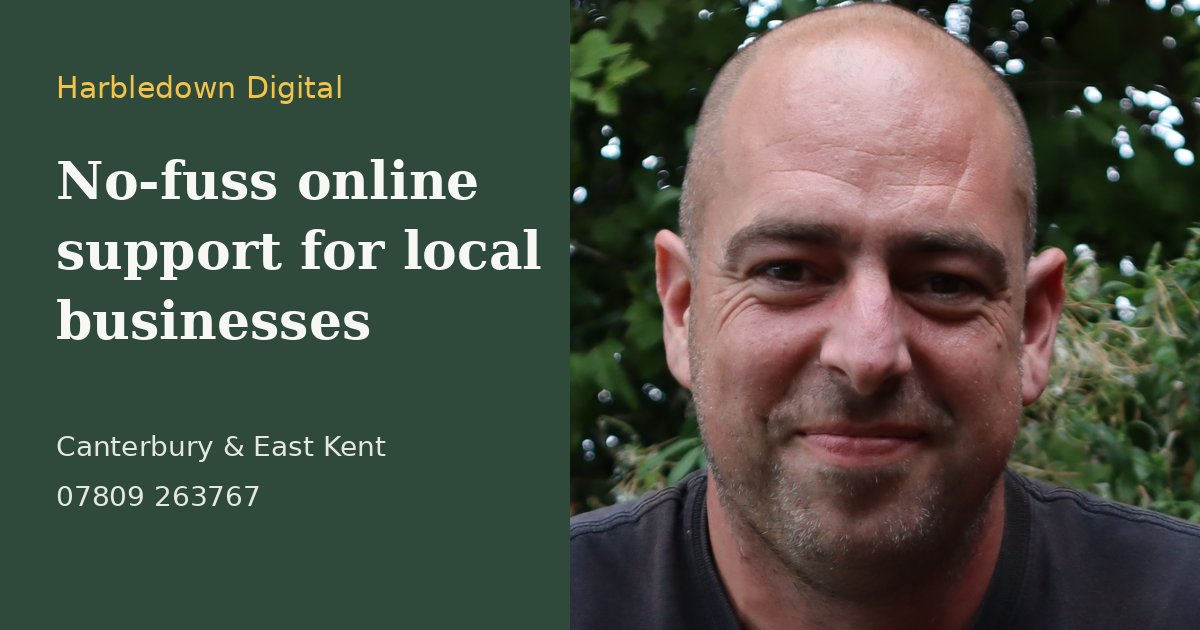 Harbledown Digital
No-fuss online
support for local
businesses
Canterbury & East Kent
07809 263767